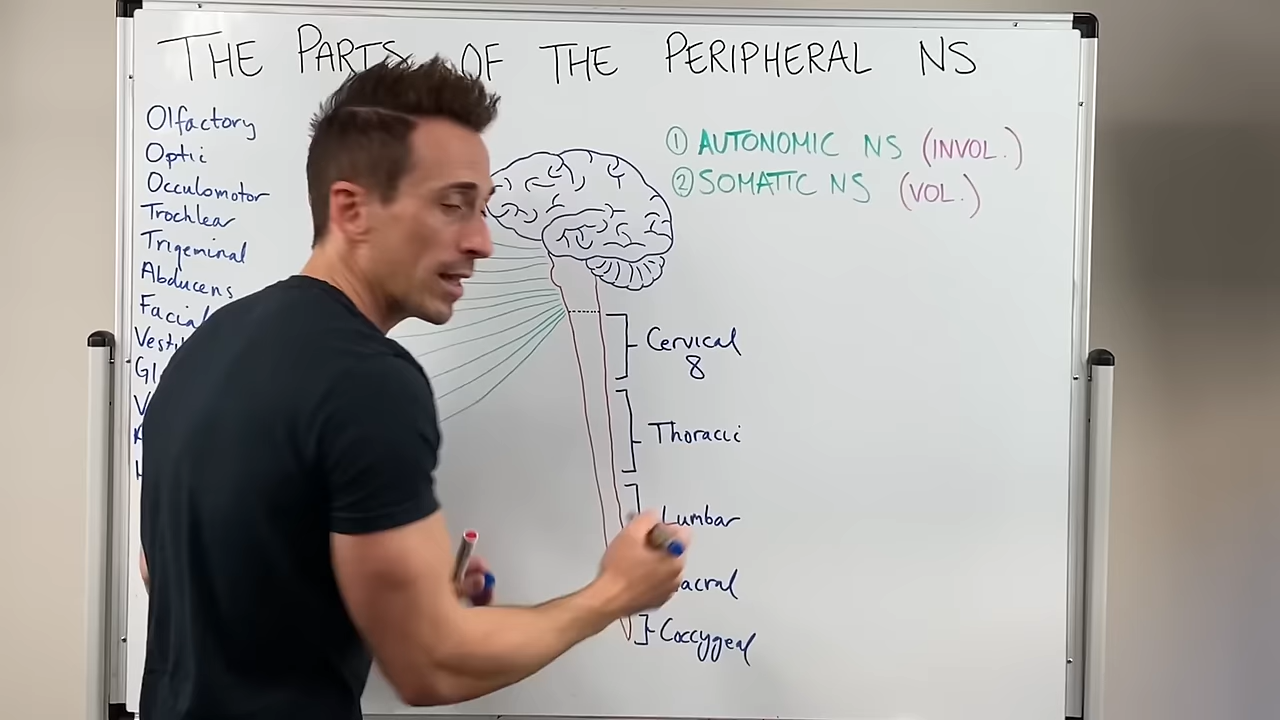 THE PARTS OF THE PERIPHERAL NS
Olfactory
Optic
Occulomotor
Trochlear
Trigeminal
Abducens
Facial
① AUTONOMIC NS (INVOL.)
② SOMATIC NS (VOL.)
Cervical
8
Thoracic
Lumbar
Coccygeal